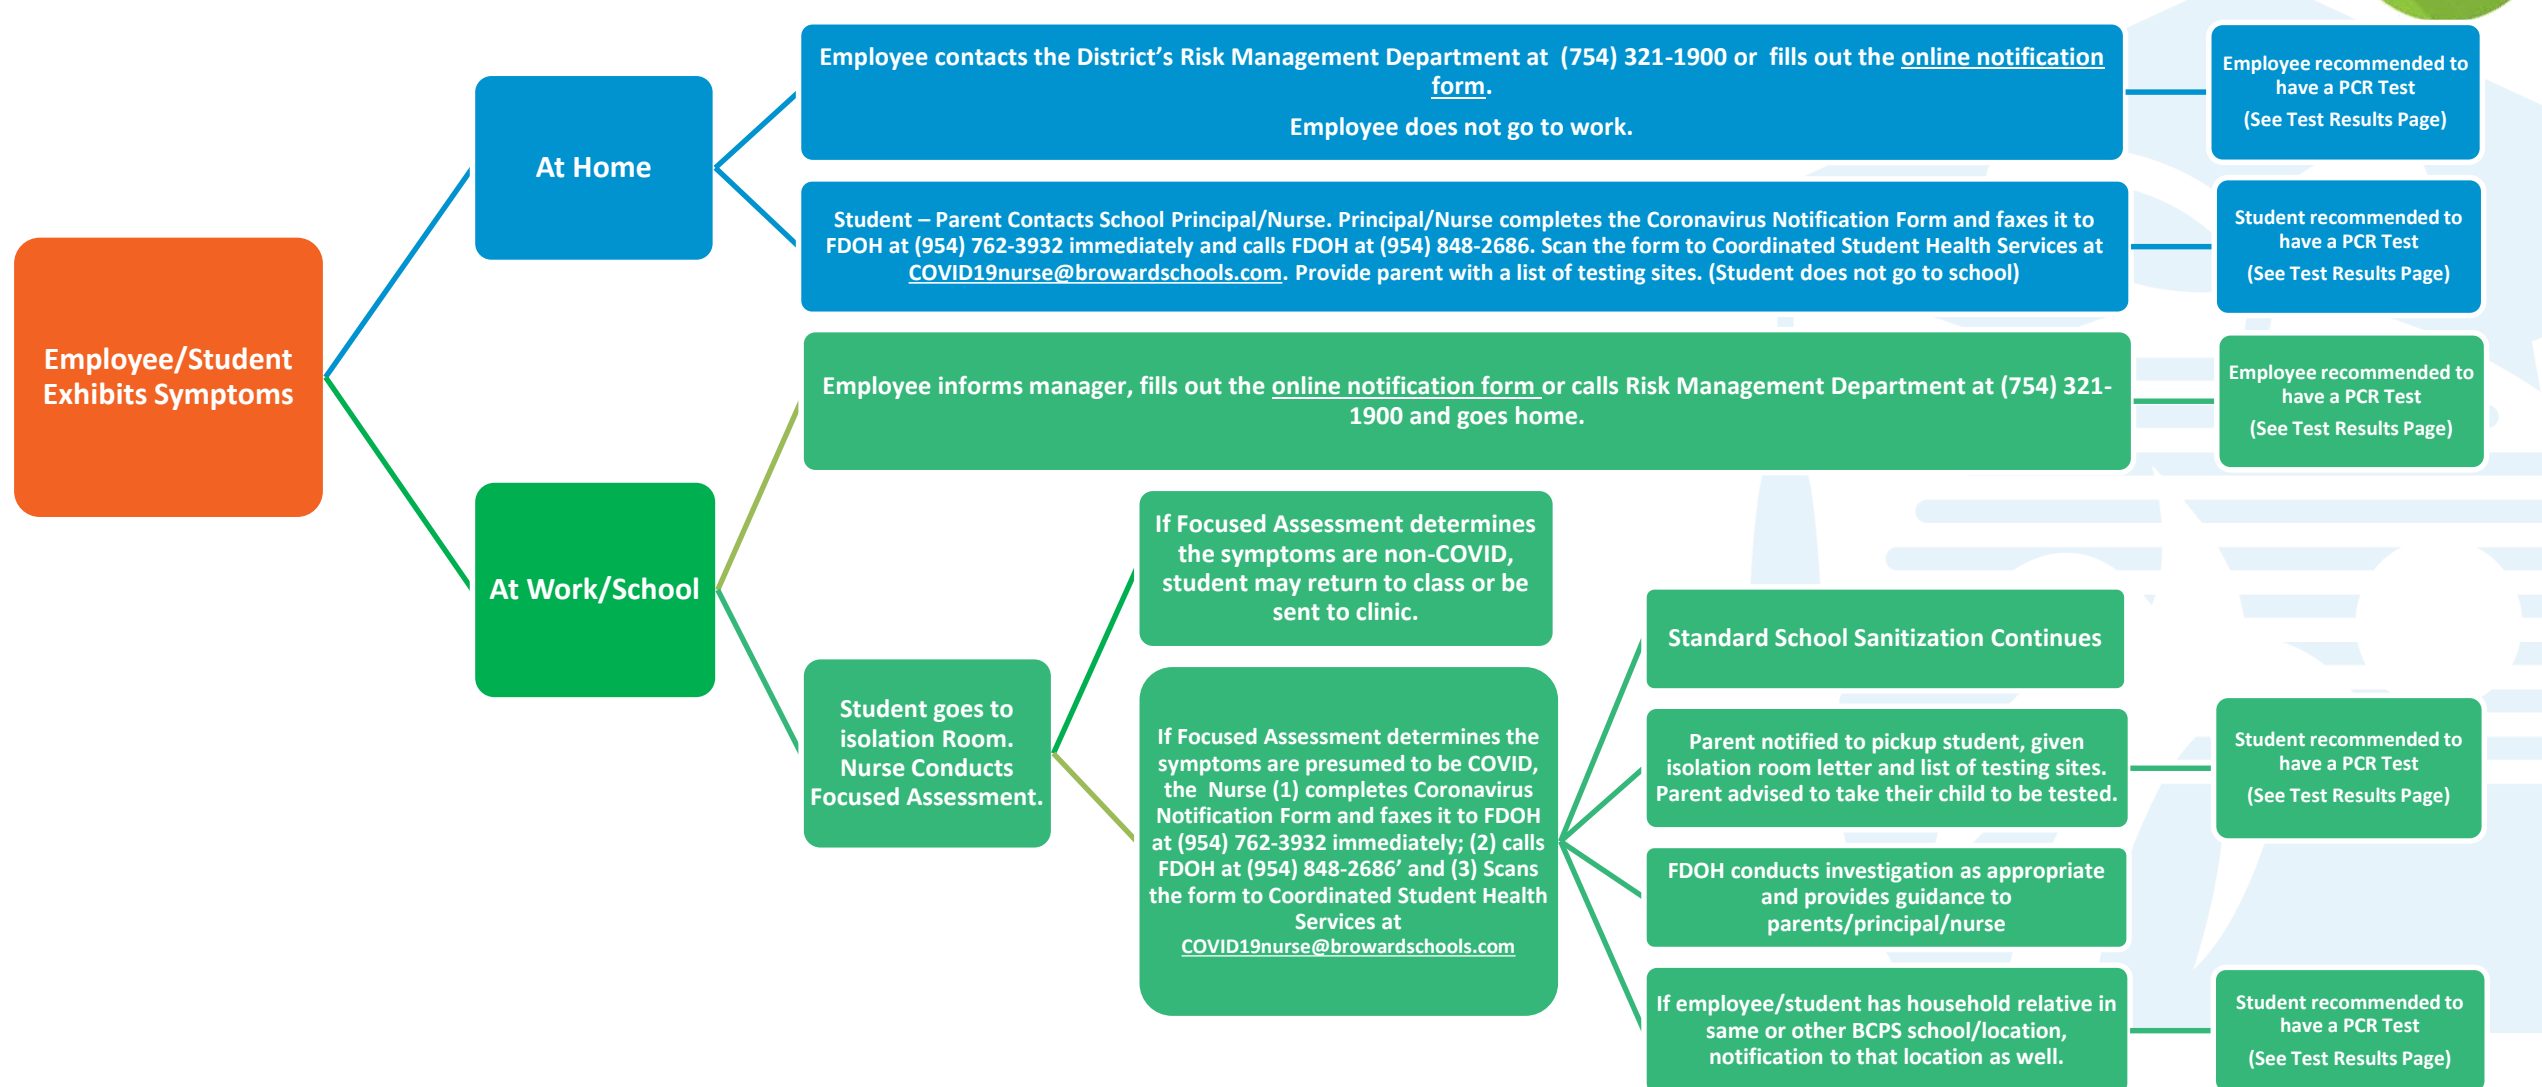 Employee/Student
Exhibits Symptoms
At Home
Employee contacts the District's Risk Management Department at (754) 321-1900 or fills out the online notification
form.
Employee does not go to work.
Employee recommended to
have a PCR Test
(See Test Results Page)
Student – Parent Contacts School Principal/Nurse. Principal/Nurse completes the Coronavirus Notification Form and faxes it to
FDOH at (954) 762-3932 immediately and calls FDOH at (954) 848-2686. Scan the form to Coordinated Student Health Services at
COVID19nurse@browardschools.com. Provide parent with a list of testing sites. (Student does not go to school)
Student recommended to
have a PCR Test
(See Test Results Page)
At Work/School
Employee informs manager, fills out the online notification form or calls Risk Management Department at (754) 321-
1900 and goes home.
Employee recommended to
have a PCR Test
(See Test Results Page)
Student goes to
isolation Room.
Nurse Conducts
Focused Assessment.
If Focused Assessment determines
the symptoms are non-COVID,
student may return to class or be
sent to clinic.
If Focused Assessment determines the
symptoms are presumed to be COVID,
the Nurse (1) completes Coronavirus
Notification Form and faxes it to FDOH
at (954) 762-3932 immediately; (2) calls
FDOH at (954) 848-2686’ and (3) Scans
the form to Coordinated Student Health
Services at
COVID19nurse@browardschools.com
Standard School Sanitization Continues
Parent notified to pickup student, given
isolation room letter and list of testing sites.
Parent advised to take their child to be tested.
Student recommended to
have a PCR Test
(See Test Results Page)
FDOH conducts investigation as appropriate
and provides guidance to
parents/principal/nurse
If employee/student has household relative in
same or other BCPS school/location,
notification to that location as well.
Student recommended to
have a PCR Test
(See Test Results Page)